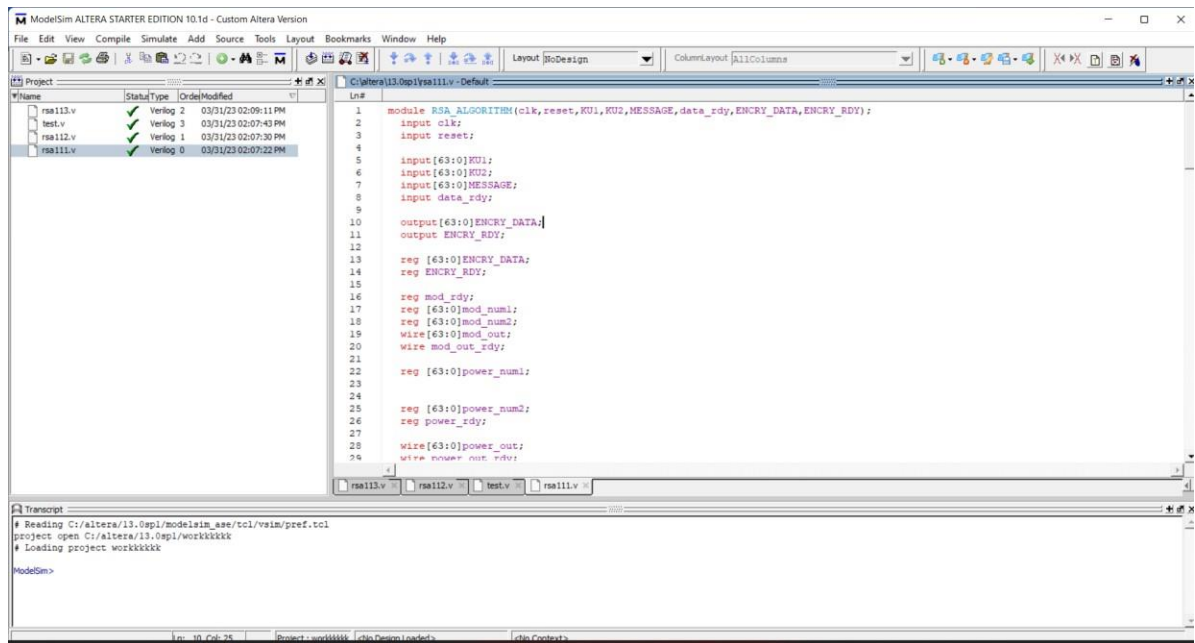 ModelSim ALTERA STARTER EDITION 10.1d - Custom Altera Version
File Edit View Compile Simulate Add Source Tools Layout Bookmarks Window Help
Layout NoDesign
ColumnLayout AllColumns
Project
C:\altera\13.0sp1\rsa111.v - Default
Name Status Type Order Modified
rsa113.v Verilog 2 03/31/23 02:09:11 PM
test.v Verilog 3 03/31/23 02:07:43 PM
rsa112.v Verilog 1 03/31/23 02:07:30 PM
rsa111.v Verilog 0 03/31/23 02:07:22 PM
Ln#
1 module RSA_ALGORITHM(clk,reset,KU1,KU2,MESSAGE,data_rdy,ENCRY_DATA,ENCRY_RDY);
2 input clk;
3 input reset;
4
5 input[63:0]KU1;
6 input[63:0]KU2;
7 input[63:0]MESSAGE;
8 input data_rdy;
9
10 output[63:0]ENCRY_DATA;
11 output ENCRY_RDY;
12
13 reg [63:0]ENCRY_DATA;
14 reg ENCRY_RDY;
15
16 reg mod_rdy;
17 reg [63:0]mod_num1;
18 reg [63:0]mod_num2;
19 wire[63:0]mod_out;
20 wire mod_out_rdy;
21
22 reg [63:0]power_num1;
23
24
25 reg [63:0]power_num2;
26 reg power_rdy;
27
28 wire[63:0]power_out;
29 wire power_out_rdy;
rsa113.v rsa112.v test.v rsa111.v
Transcript
# Reading C:/altera/13.0sp1/modelsim_ase/tcl/vsim/pref.tcl
project open C:/altera/13.0sp1/workkkkkk
# Loading project workkkkkk
ModelSim>
Ln: 10 Col: 25 Project : workkkkkk <No Design Loaded> <No Context>